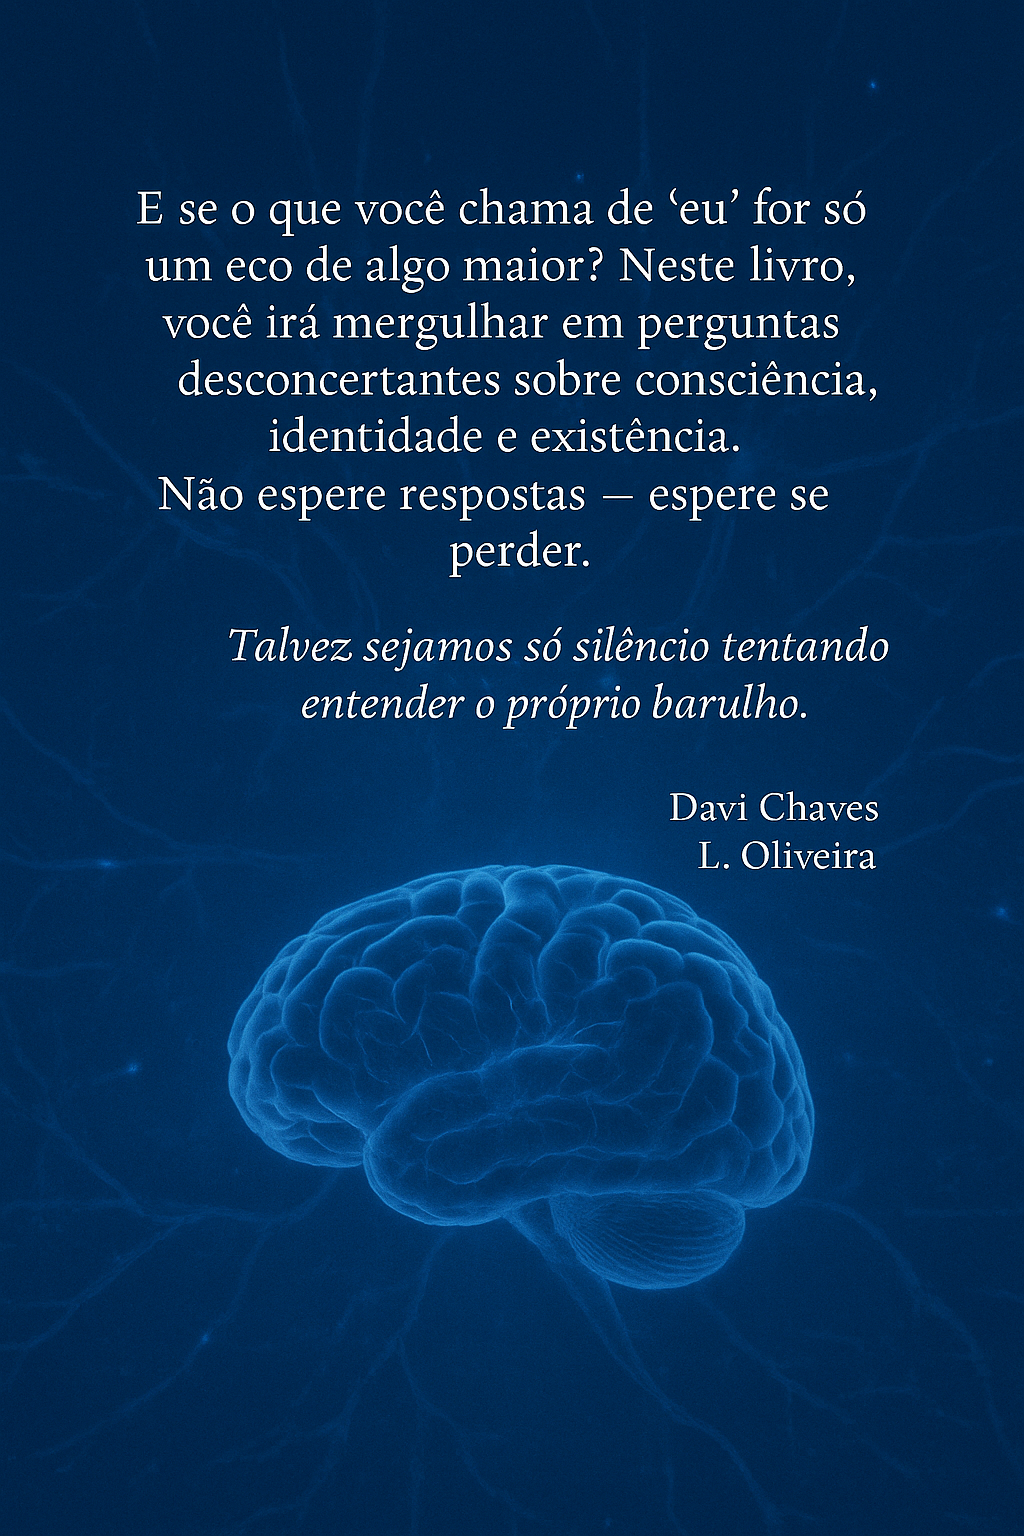 E se o que você chama de ‘eu’ for só
um eco de algo maior? Neste livro,
você irá mergulhar em perguntas
desconcertantes sobre consciência,
identidade e existência.
Não espere respostas — espere se
perder.
Talvez sejamos só silêncio tentando
entender o próprio barulho.
Davi Chaves
L. Oliveira